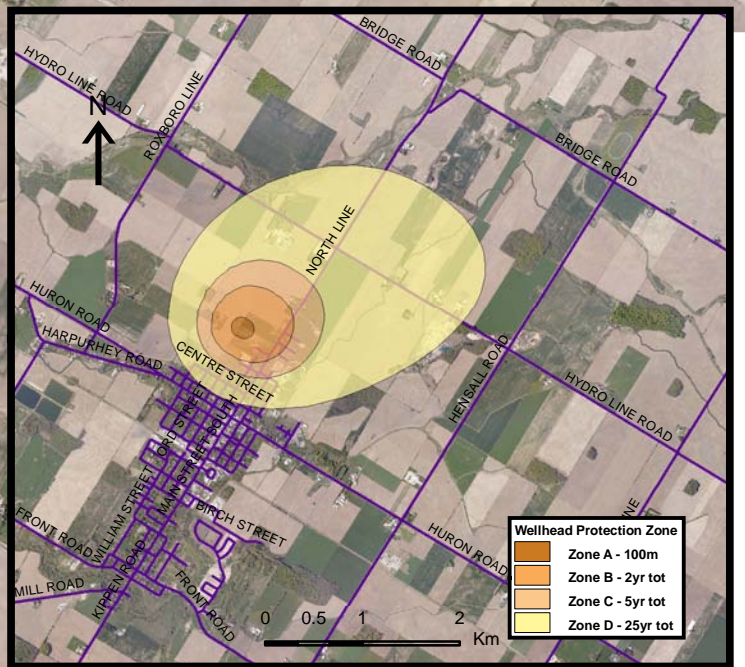 BRIDGE ROAD
HYDRO LINE ROAD
N
ROXBORO LINE
BRIDGE ROAD
NORTH LINE
HURON ROAD
HARPURHEY ROAD
CENTRE STREET
HENSALL ROAD
HYDRO LINE ROAD
ORD STREET
MAIN STREET SOUTH
WILLIAM STREET
BIRCH STREET
FRONT ROAD
HURON ROAD
INE
MILL ROAD
KIPPEN ROAD
FRONT ROAD
0 0.5 1 2
Km
Wellhead Protection Zone
Zone A - 100m
Zone B - 2yr tot
Zone C - 5yr tot
Zone D - 25yr tot